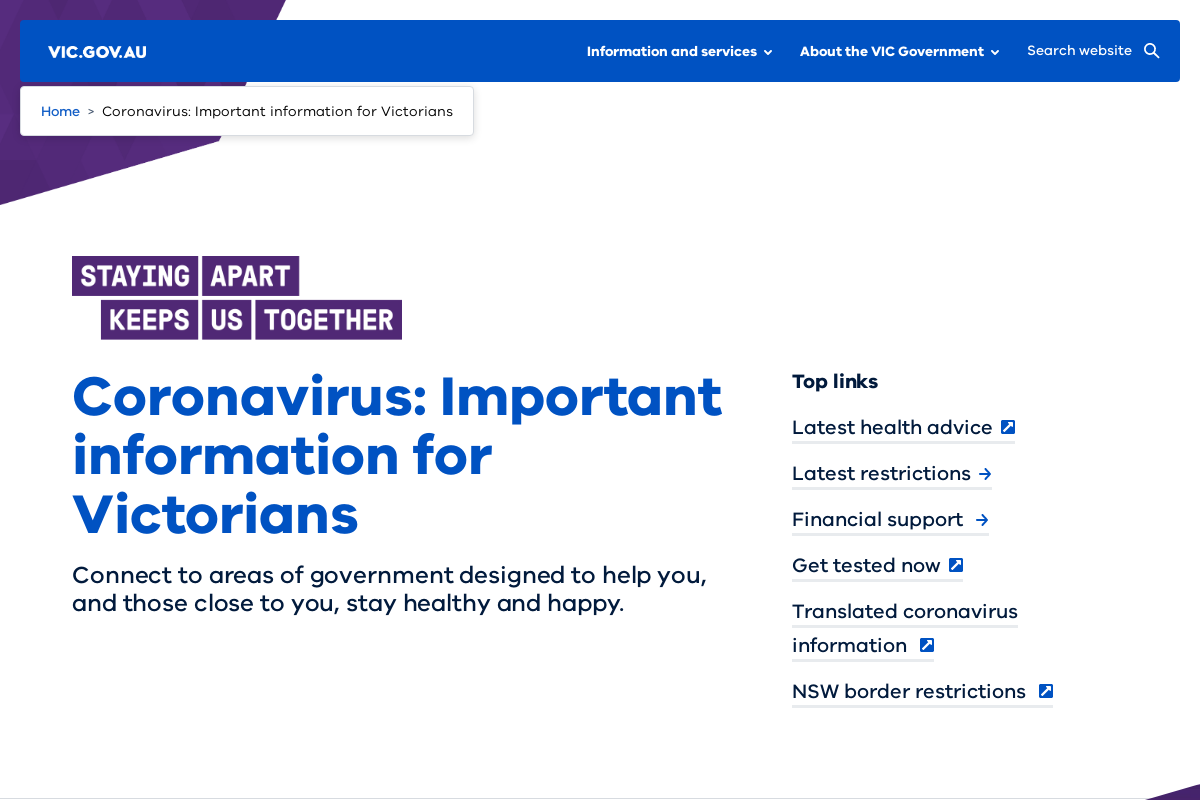 VIC.GOV.AU
Information and services
About the VIC Government
Search website
Home > Coronavirus: Important information for Victorians
STAYING APART
KEEPS US TOGETHER
Coronavirus: Important
information for
Victorians
Connect to areas of government designed to help you,
and those close to you, stay healthy and happy.
Top links
Latest health advice
Latest restrictions
Financial support
Get tested now
Translated coronavirus
information
NSW border restrictions